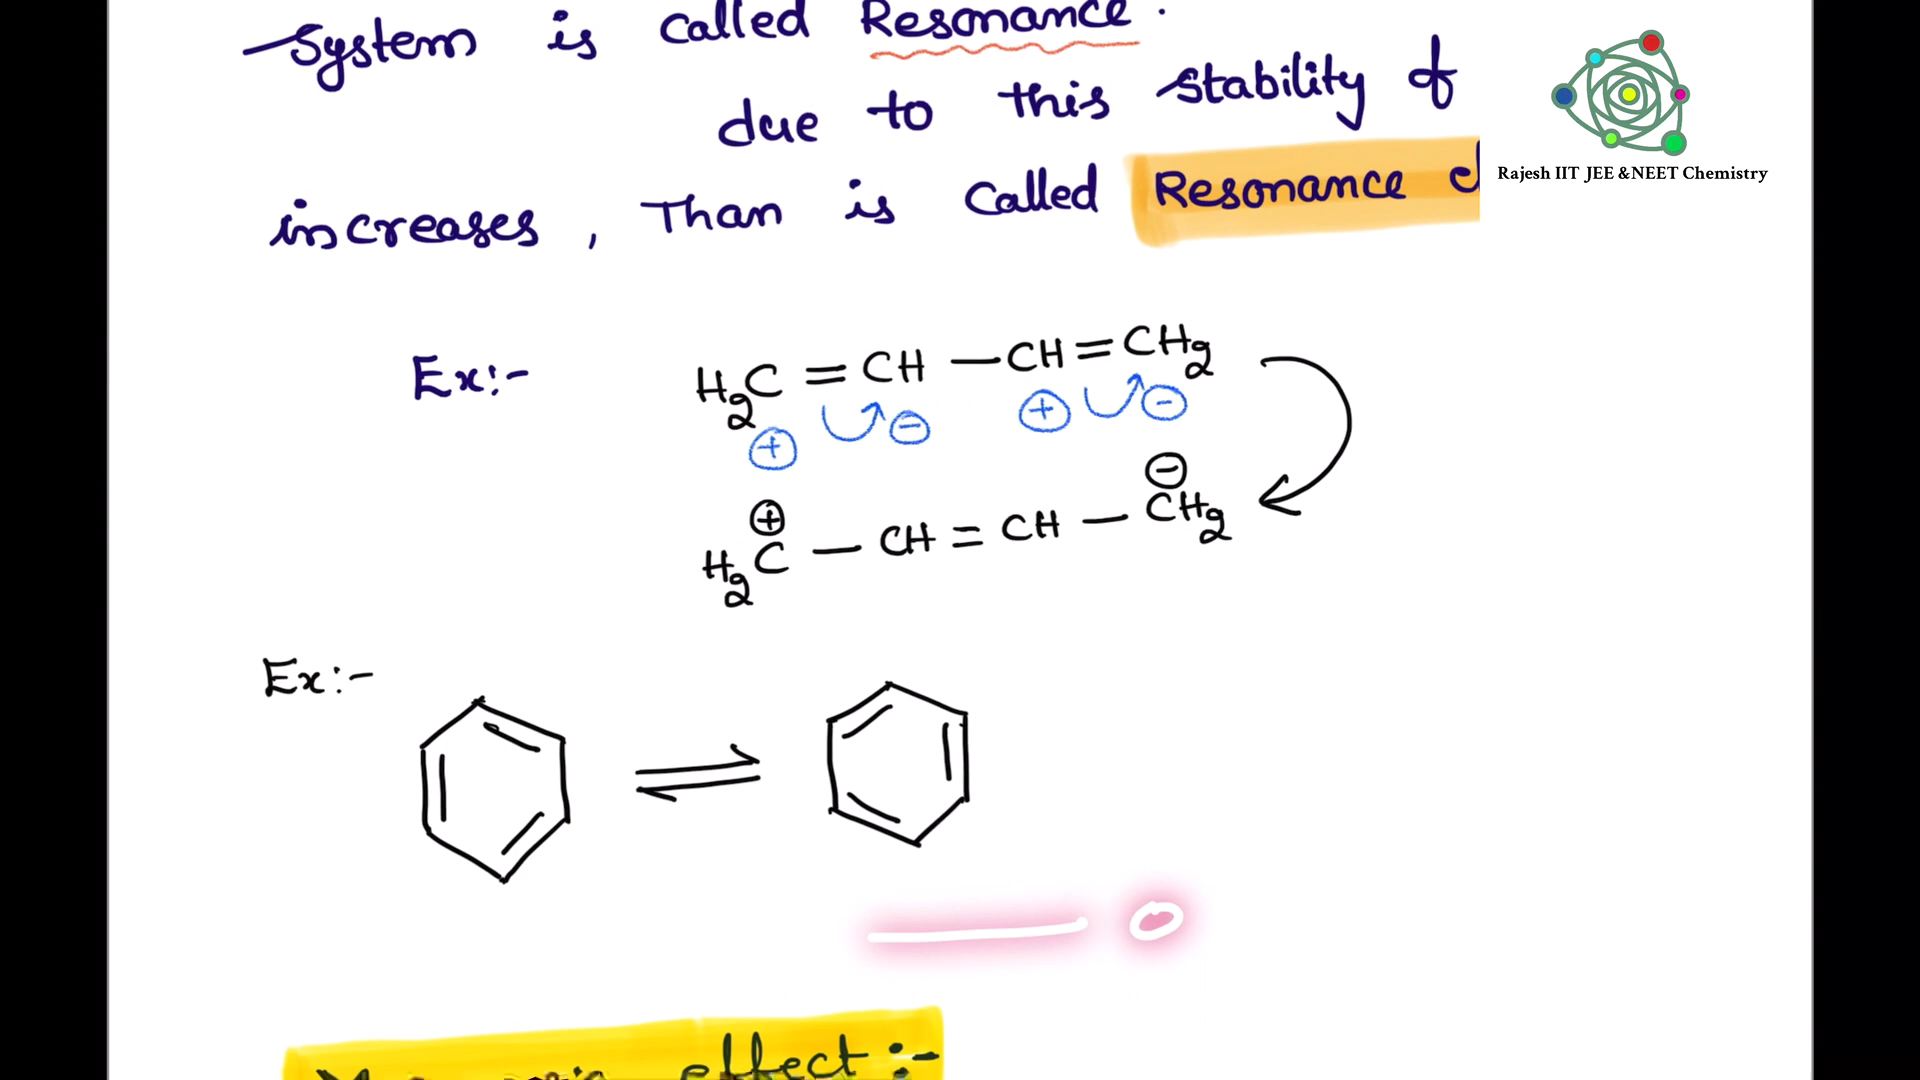 System is called Resonance.
due to this stability of
increases, Than is called Resonance
Rajesh IIT JEE &NEET Chemistry
Ex:- H2C = CH — CH = CH2
⊕ ⊖ ⊕ ⊖
⊕ ⊖
H2C — CH = CH — CH2
Ex:-
effect :-